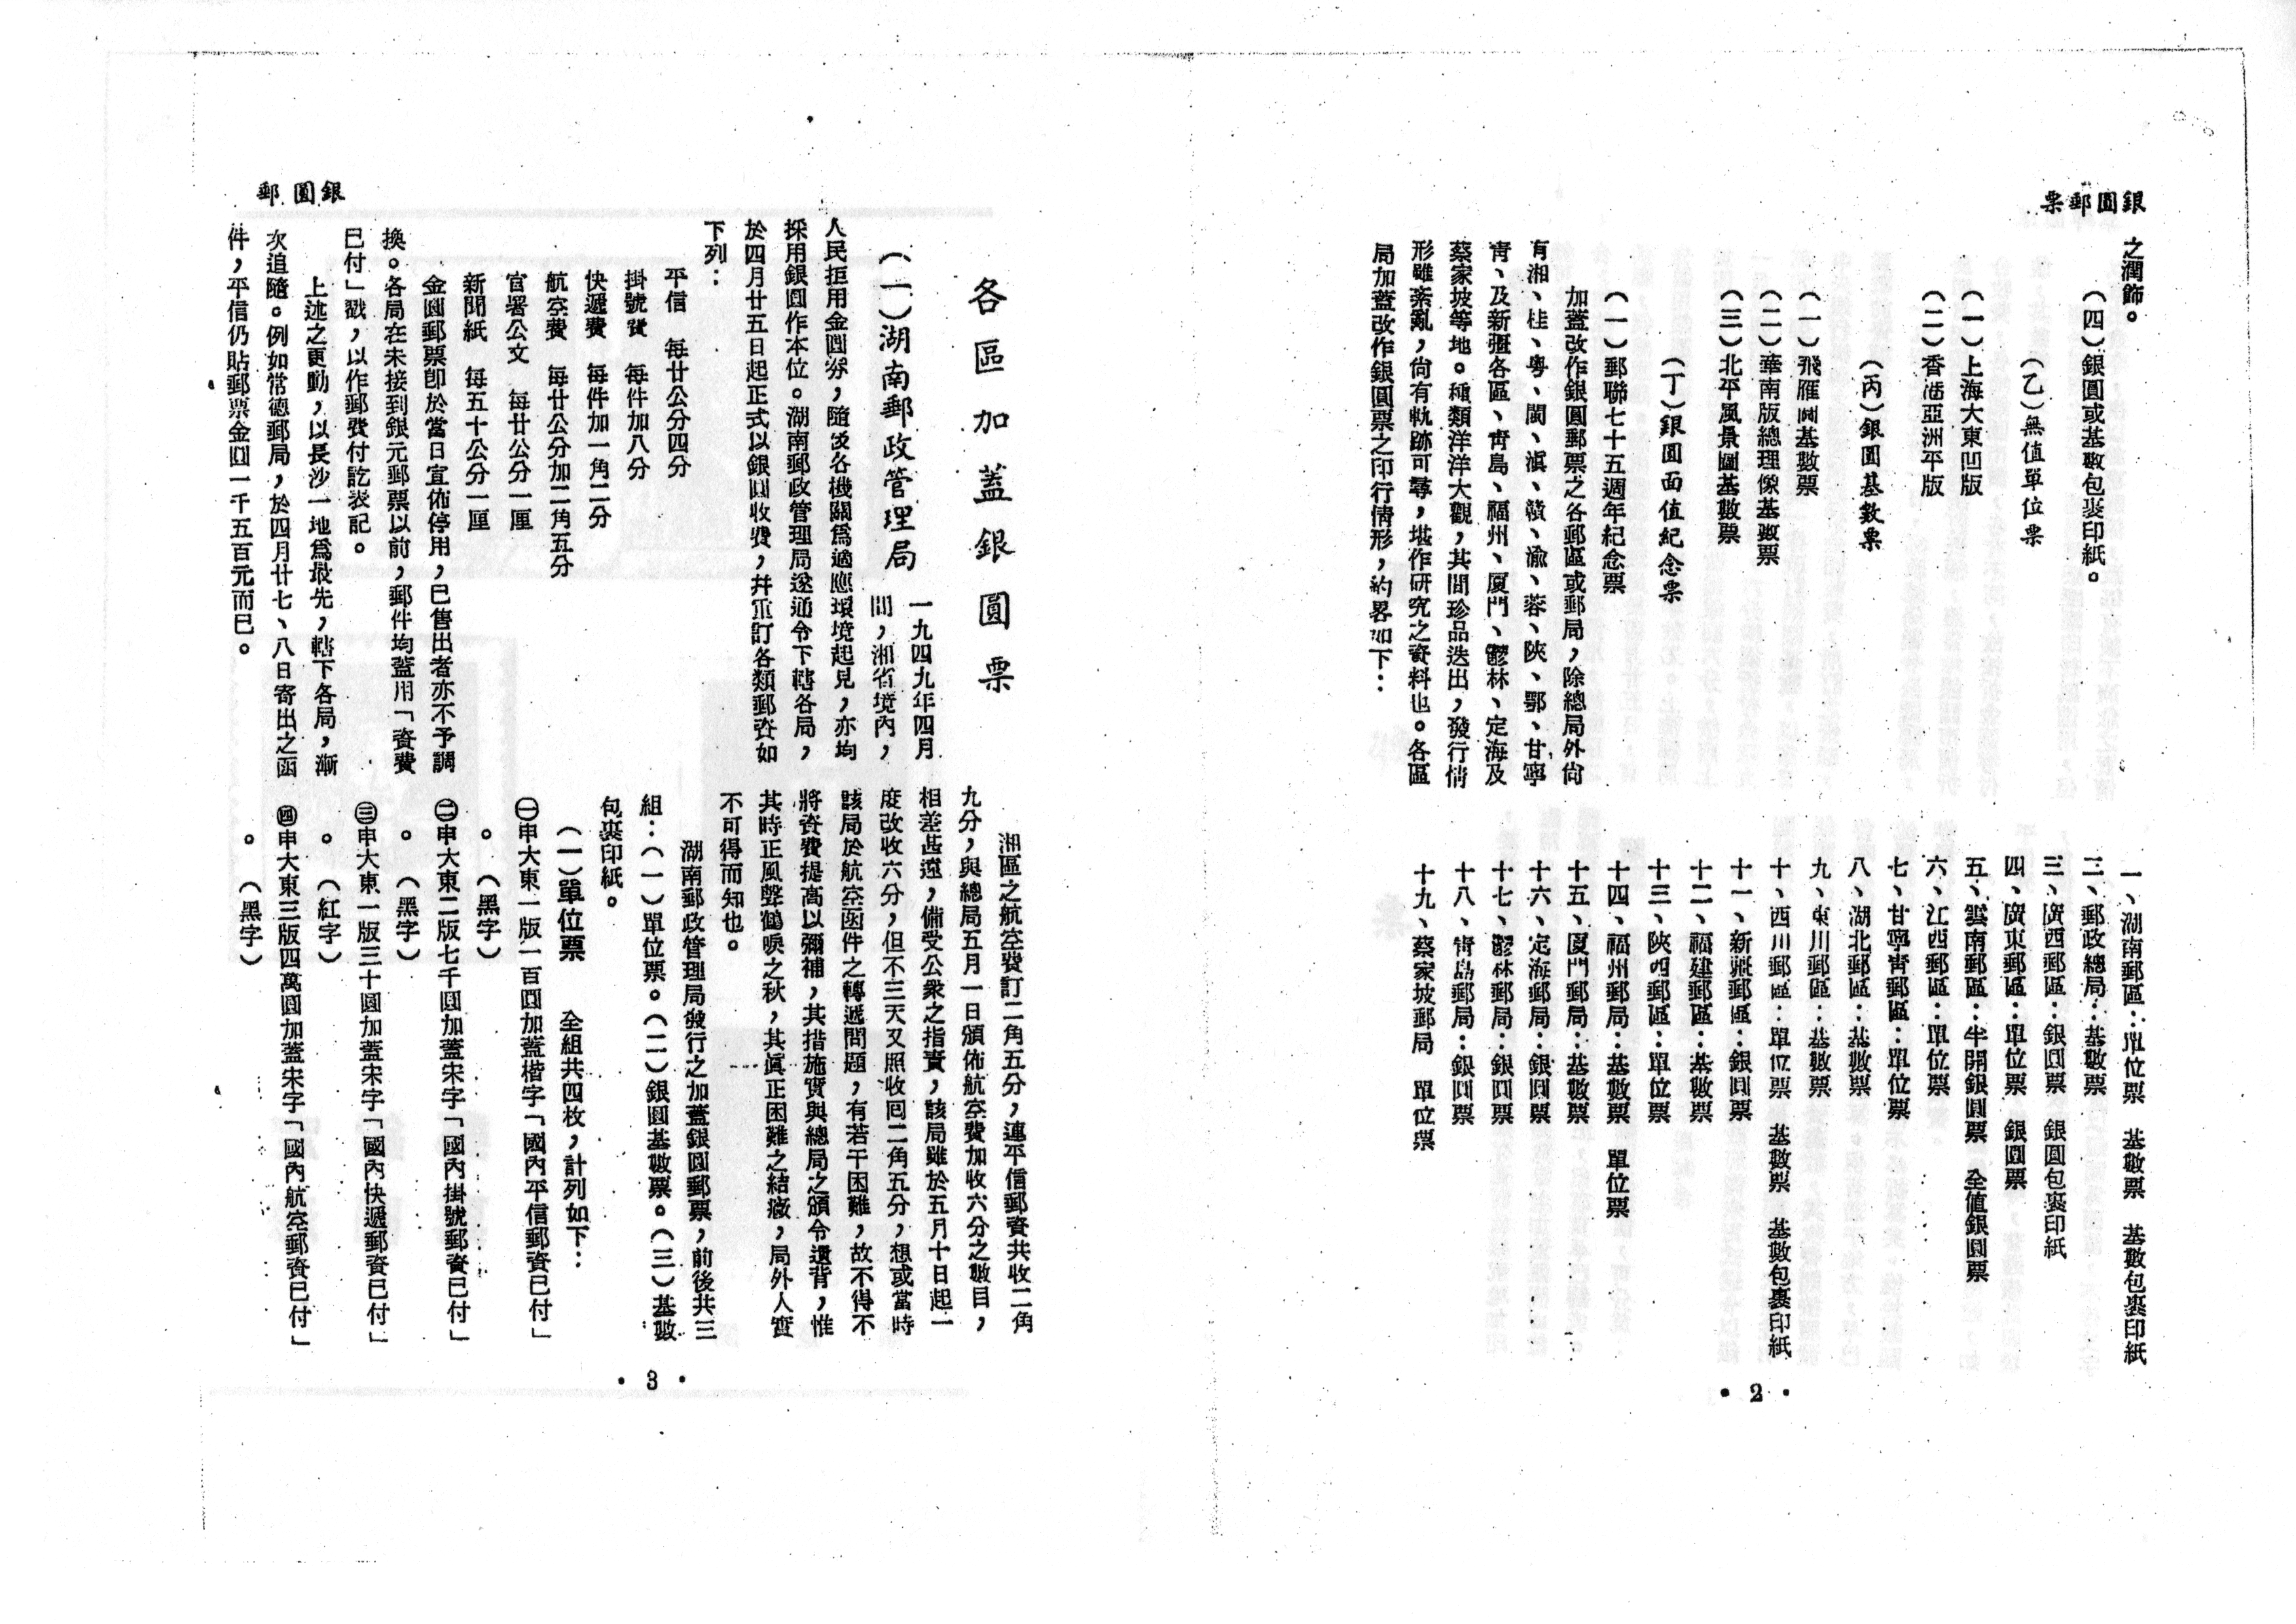 銀圓郵票
之潤飾。
（四）銀圓或基數包裹印紙。
（乙）無值單位票
（一）上海大東凹版
（二）香港亞洲平版
（丙）銀圓基數票
（一）飛雁圖基數票
（二）華南版總理像基數票
（三）北平風景圖基數票
（丁）銀圓面值紀念票
（一）郵聯七十五週年紀念票
加蓋改作銀圓郵票之各郵區或郵局，除總局外尙
有湘、桂、粤、閩、滇、贛、渝、蓉、陝、鄂、甘寧
靑、及新疆各區、靑島、福州、厦門、鬱林、定海及
蔡家坡等地。種類洋洋大觀，其間珍品迭出，發行情
形雖紊亂，尙有軌跡可尋，堪作研究之資料也。各區
局加蓋改作銀圓票之印行情形，約畧如下：
一、湖南郵區：單位票　基數票　基數包裹印紙
二、郵政總局：基數票
三、廣西郵區：銀圓票　銀圓包裹印紙
四、廣東郵區：單位票　銀圓票
五、雲南郵區：半開銀圓票　全值銀圓票
六、江西郵區：單位票
七、甘寧靑郵區：單位票
八、湖北郵區：基數票
九、東川郵區：基數票
十、西川郵區：單位票　基數票　基數包裹印紙
十一、新疆郵區：銀圓票
十二、福建郵區：基數票
十三、陝西郵區：單位票
十四、福州郵局：基數票　單位票
十五、厦門郵局：基數票
十六、定海郵局：銀圓票
十七、鬱林郵局：銀圓票
十八、靑島郵局：銀圓票
十九、蔡家坡郵局　單位票
• 2 •
各區加蓋銀圓票
（一）湖南郵政管理局
一九四九年四月
間，湘省境內，
人民拒用金圓券，隨後各機關爲適應環境起見，亦均
採用銀圓作本位。湖南郵政管理局遂通令下轄各局，
於四月廿五日起正式以銀圓收費，幷重訂各類郵資如
下列：
平信　每廿公分四分
掛號費　每件加八分
快遞費　每件加一角二分
航空費　每廿公分加二角五分
官署公文　每廿公分一厘
新聞紙　每五十公分一厘
金圓郵票卽於當日宣佈停用，已售出者亦不予調
換。各局在未接到銀元郵票以前，郵件均蓋用「資費
已付」戳，以作郵費付訖表記。
上述之更動，以長沙一地爲最先，轄下各局，漸
次追隨。例如常德郵局，於四月廿七、八日寄出之函
件，平信仍貼郵票金圓一千五百元而已。
銀圓郵
湘區之航空費訂二角五分，連平信郵資共收二角
九分，與總局五月一日頒佈航空費加收六分之數目，
相差甚遠，備受公衆之指責，該局雖於五月十日起一
度改收六分，但不三天又照收囘二角五分，想或當時
該局於航空函件之轉遞問題，有若干困難，故不得不
將資費提高以彌補，其措施實與總局之頒令違背，惟
其時正風聲鶴唳之秋，其眞正困難之結癥，局外人實
不可得而知也。
湖南郵政管理局發行之加蓋銀圓郵票，前後共三
組：（一）單位票。（二）銀圓基數票。（三）基數
包裹印紙。
（一）單位票　全組共四枚，計列如下：
㊀申大東一版一百圓加蓋楷字「國內平信郵資已付」
。（黑字）
㊁申大東二版七千圓加蓋宋字「國內掛號郵資已付」
。（黑字）
㊂申大東一版三十圓加蓋宋字「國內快遞郵資已付」
。（紅字）
㊃申大東三版四萬圓加蓋宋字「國內航空郵資已付」
。（黑字）
• 3 •